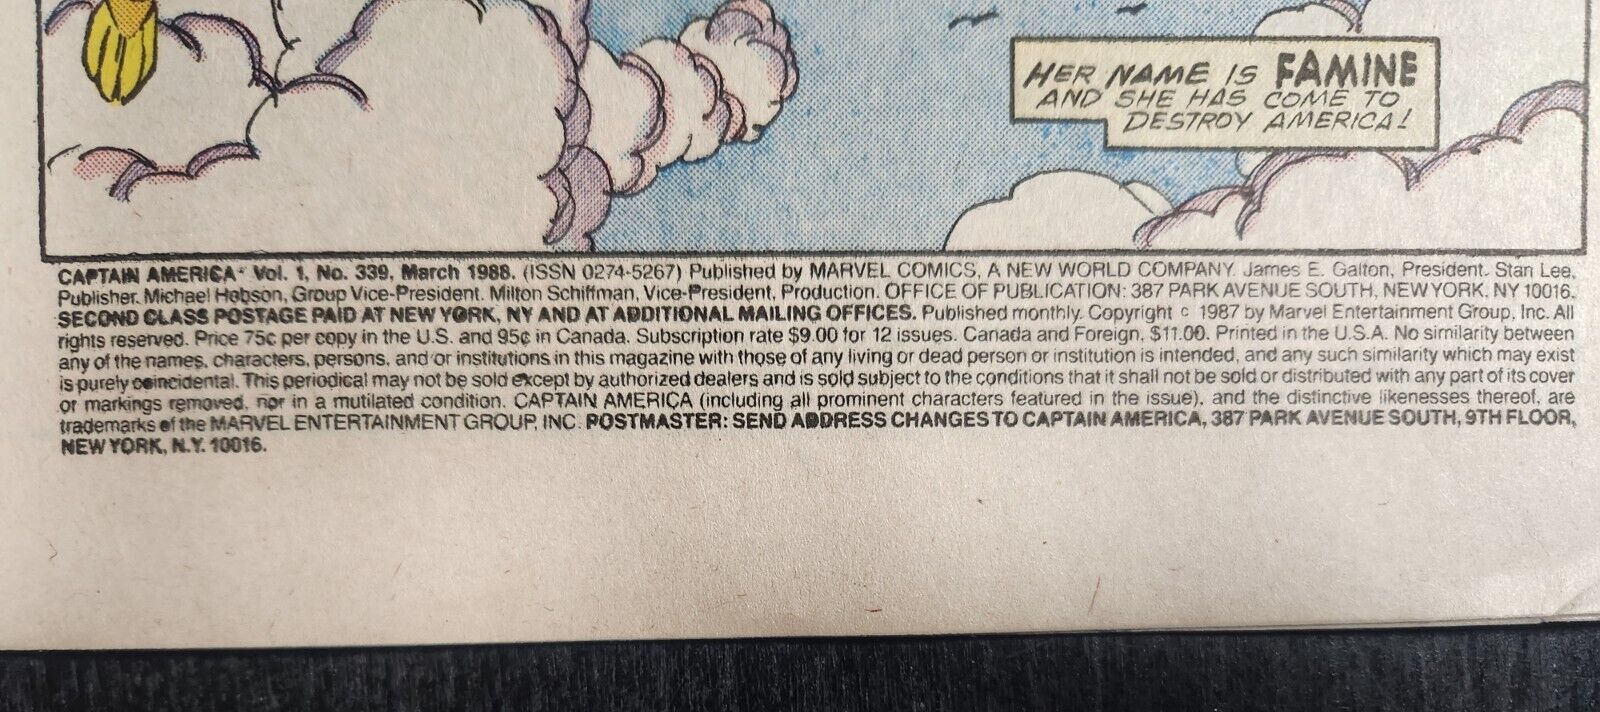 HER NAME IS FAMINE
AND SHE HAS COME TO
DESTROY AMERICA!
CAPTAIN AMERICA® Vol. 1, No. 339, March 1988. (ISSN 0274-5267) Published by MARVEL COMICS, A NEW WORLD COMPANY. James E. Galton, President. Stan Lee,
Publisher. Michael Hobson, Group Vice-President. Milton Schiffman, Vice-President, Production. OFFICE OF PUBLICATION: 387 PARK AVENUE SOUTH, NEW YORK, NY 10016.
SECOND CLASS POSTAGE PAID AT NEW YORK, NY AND AT ADDITIONAL MAILING OFFICES. Published monthly. Copyright © 1987 by Marvel Entertainment Group, Inc. All
rights reserved. Price 75¢ per copy in the U.S. and 95¢ in Canada. Subscription rate $9.00 for 12 issues. Canada and Foreign, $11.00. Printed in the U.S.A. No similarity between
any of the names, characters, persons, and/or institutions in this magazine with those of any living or dead person or institution is intended, and any such similarity which may exist
is purely coincidental. This periodical may not be sold except by authorized dealers and is sold subject to the conditions that it shall not be sold or distributed with any part of its cover
or markings removed, nor in a mutilated condition. CAPTAIN AMERICA (including all prominent characters featured in the issue), and the distinctive likenesses thereof, are
trademarks of the MARVEL ENTERTAINMENT GROUP, INC. POSTMASTER: SEND ADDRESS CHANGES TO CAPTAIN AMERICA, 387 PARK AVENUE SOUTH, 9TH FLOOR,
NEW YORK, N.Y. 10016.